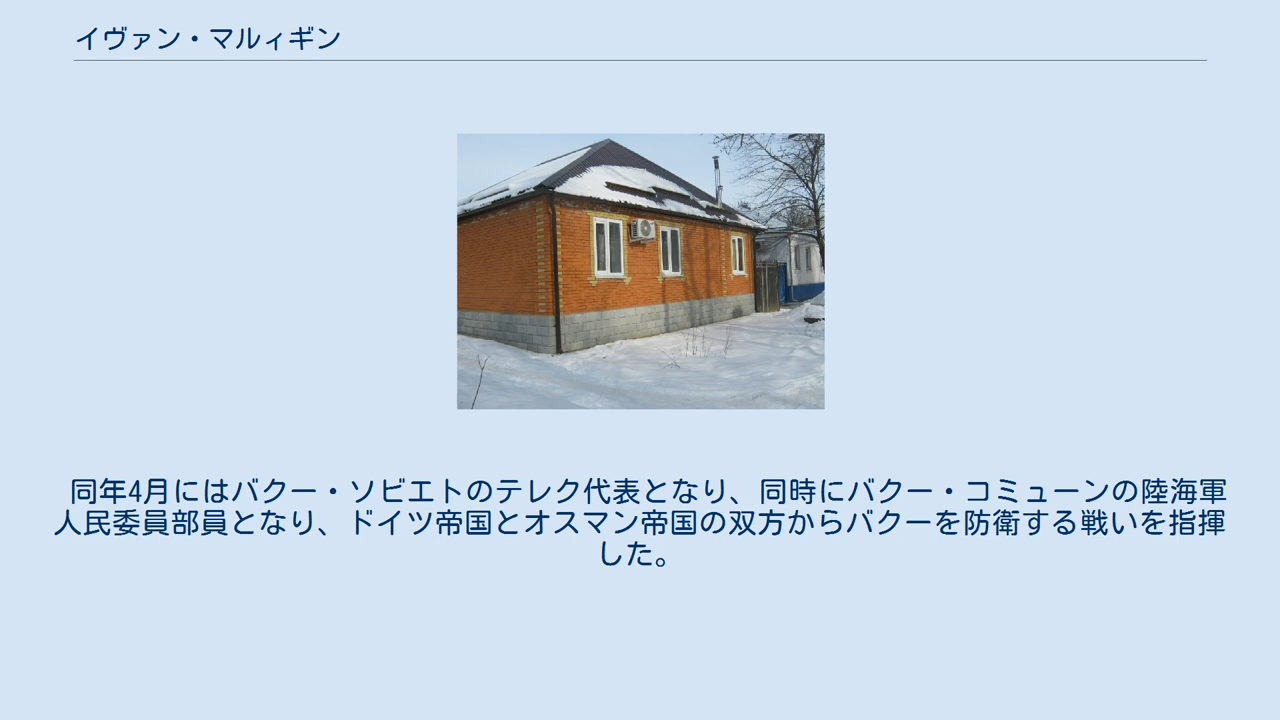 イヴァン・マルィギン
同年4月にはバクー・ソビエトのテレク代表となり、同時にバクー・コミューンの陸海軍
人民委員部員となり、ドイツ帝国とオスマン帝国の双方からバクーを防衛する戦いを指揮
した。